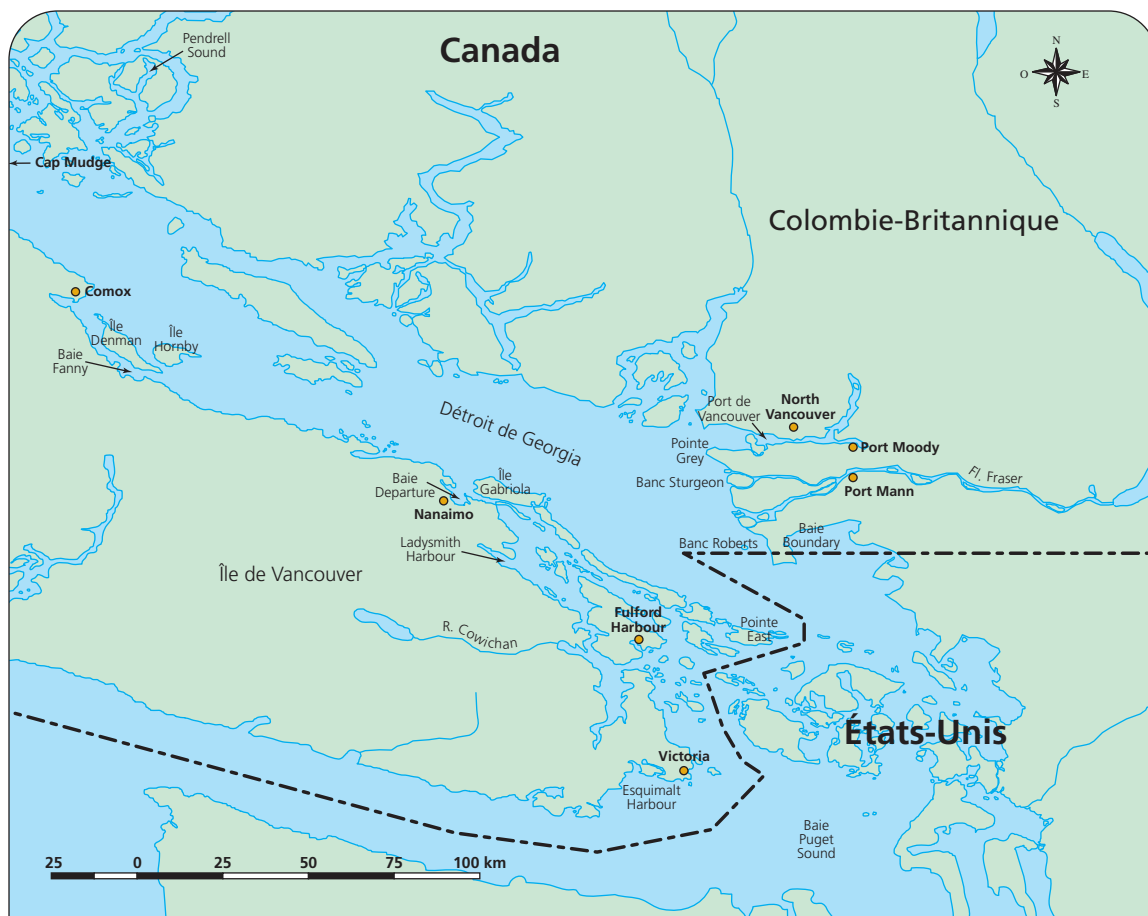 Pendrell
Sound
Canada
N
O
E
S
Cap Mudge
Colombie-Britannique
Comox
Île
Denman
Île
Hornby
Baie
Fanny
Détroit de Georgia
Port de
Vancouver
North
Vancouver
Pointe
Grey
Port Moody
Banc Sturgeon
Port Mann
Fl. Fraser
Baie
Departure
Île
Gabriola
Nanaimo
Ladysmith
Harbour
Banc Roberts
Baie
Boundary
Île de Vancouver
R. Cowichan
Fulford
Harbour
Pointe
East
États-Unis
Victoria
Esquimalt
Harbour
Baie
Puget
Sound
25 0 25 50 75 100 km